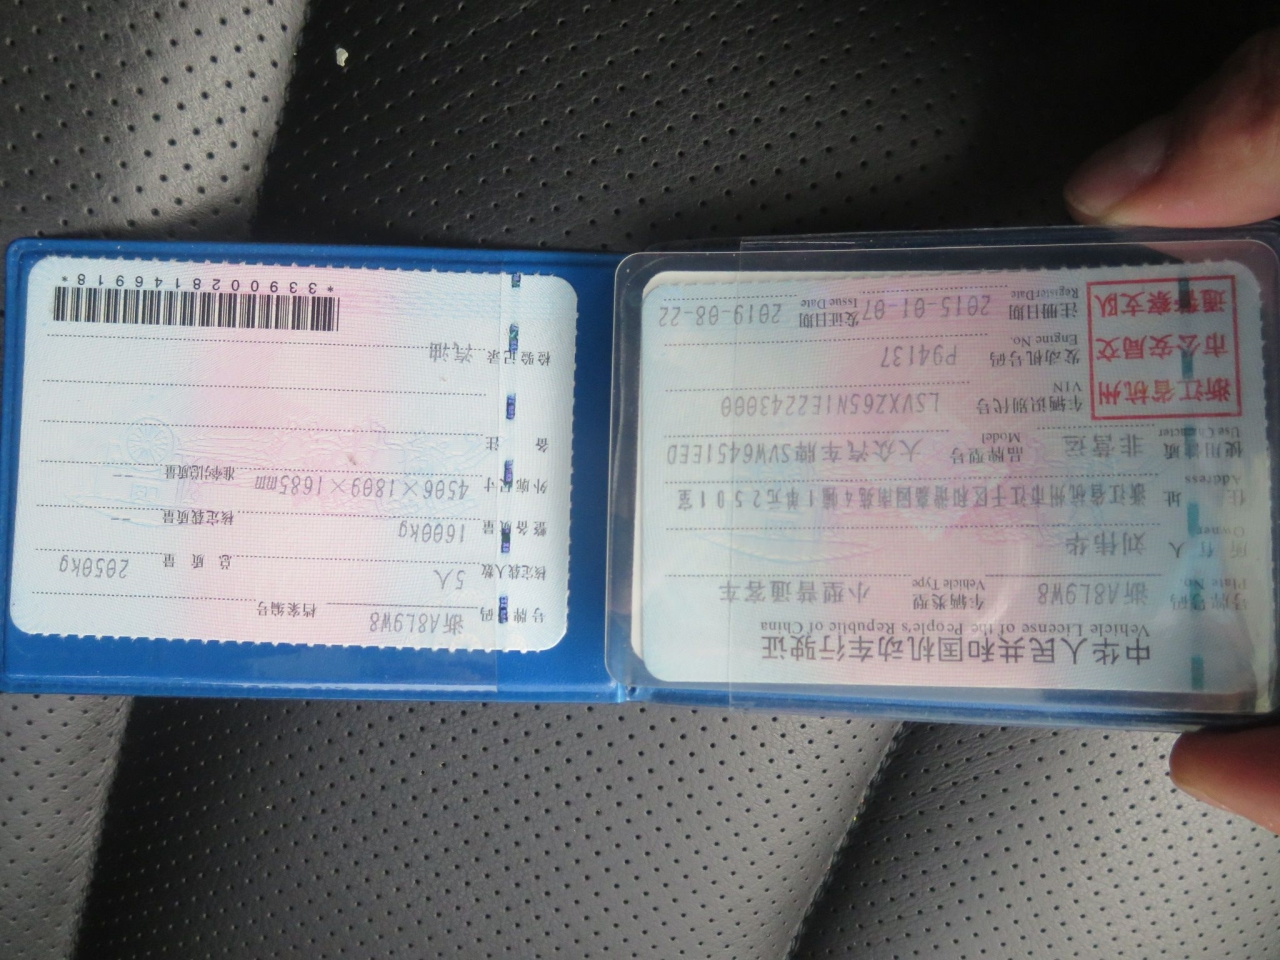 中华人民共和国机动车行驶证
Vehicle License of the People's Republic of China
号牌号码 浙A8L9W8 车辆类型 小型普通客车
Plate No. Vehicle Type
所有人 刘伟华
Owner
住址 浙江省杭州市江干区和谐嘉园南苑4幢1单元2501室
Address
使用性质 非营运 品牌型号 大众汽车牌SVW6451EED
Use Character Model
浙江省杭州
市公安局交
通警察支队
车辆识别代号 LSVXZ65N1E2243000
VIN
发动机号码 P94137
Engine No.
注册日期 2015-01-07 发证日期 2019-08-22
Register Date Issue Date
号牌号码 浙A8L9W8 档案编号
核定载人数 5人 总质量 2050kg
整备质量 1600kg 核定载质量 --
外廓尺寸 4506×1809×1685mm 准牵引总质量 --
备注
检验记录 汽油
*3390028146918*